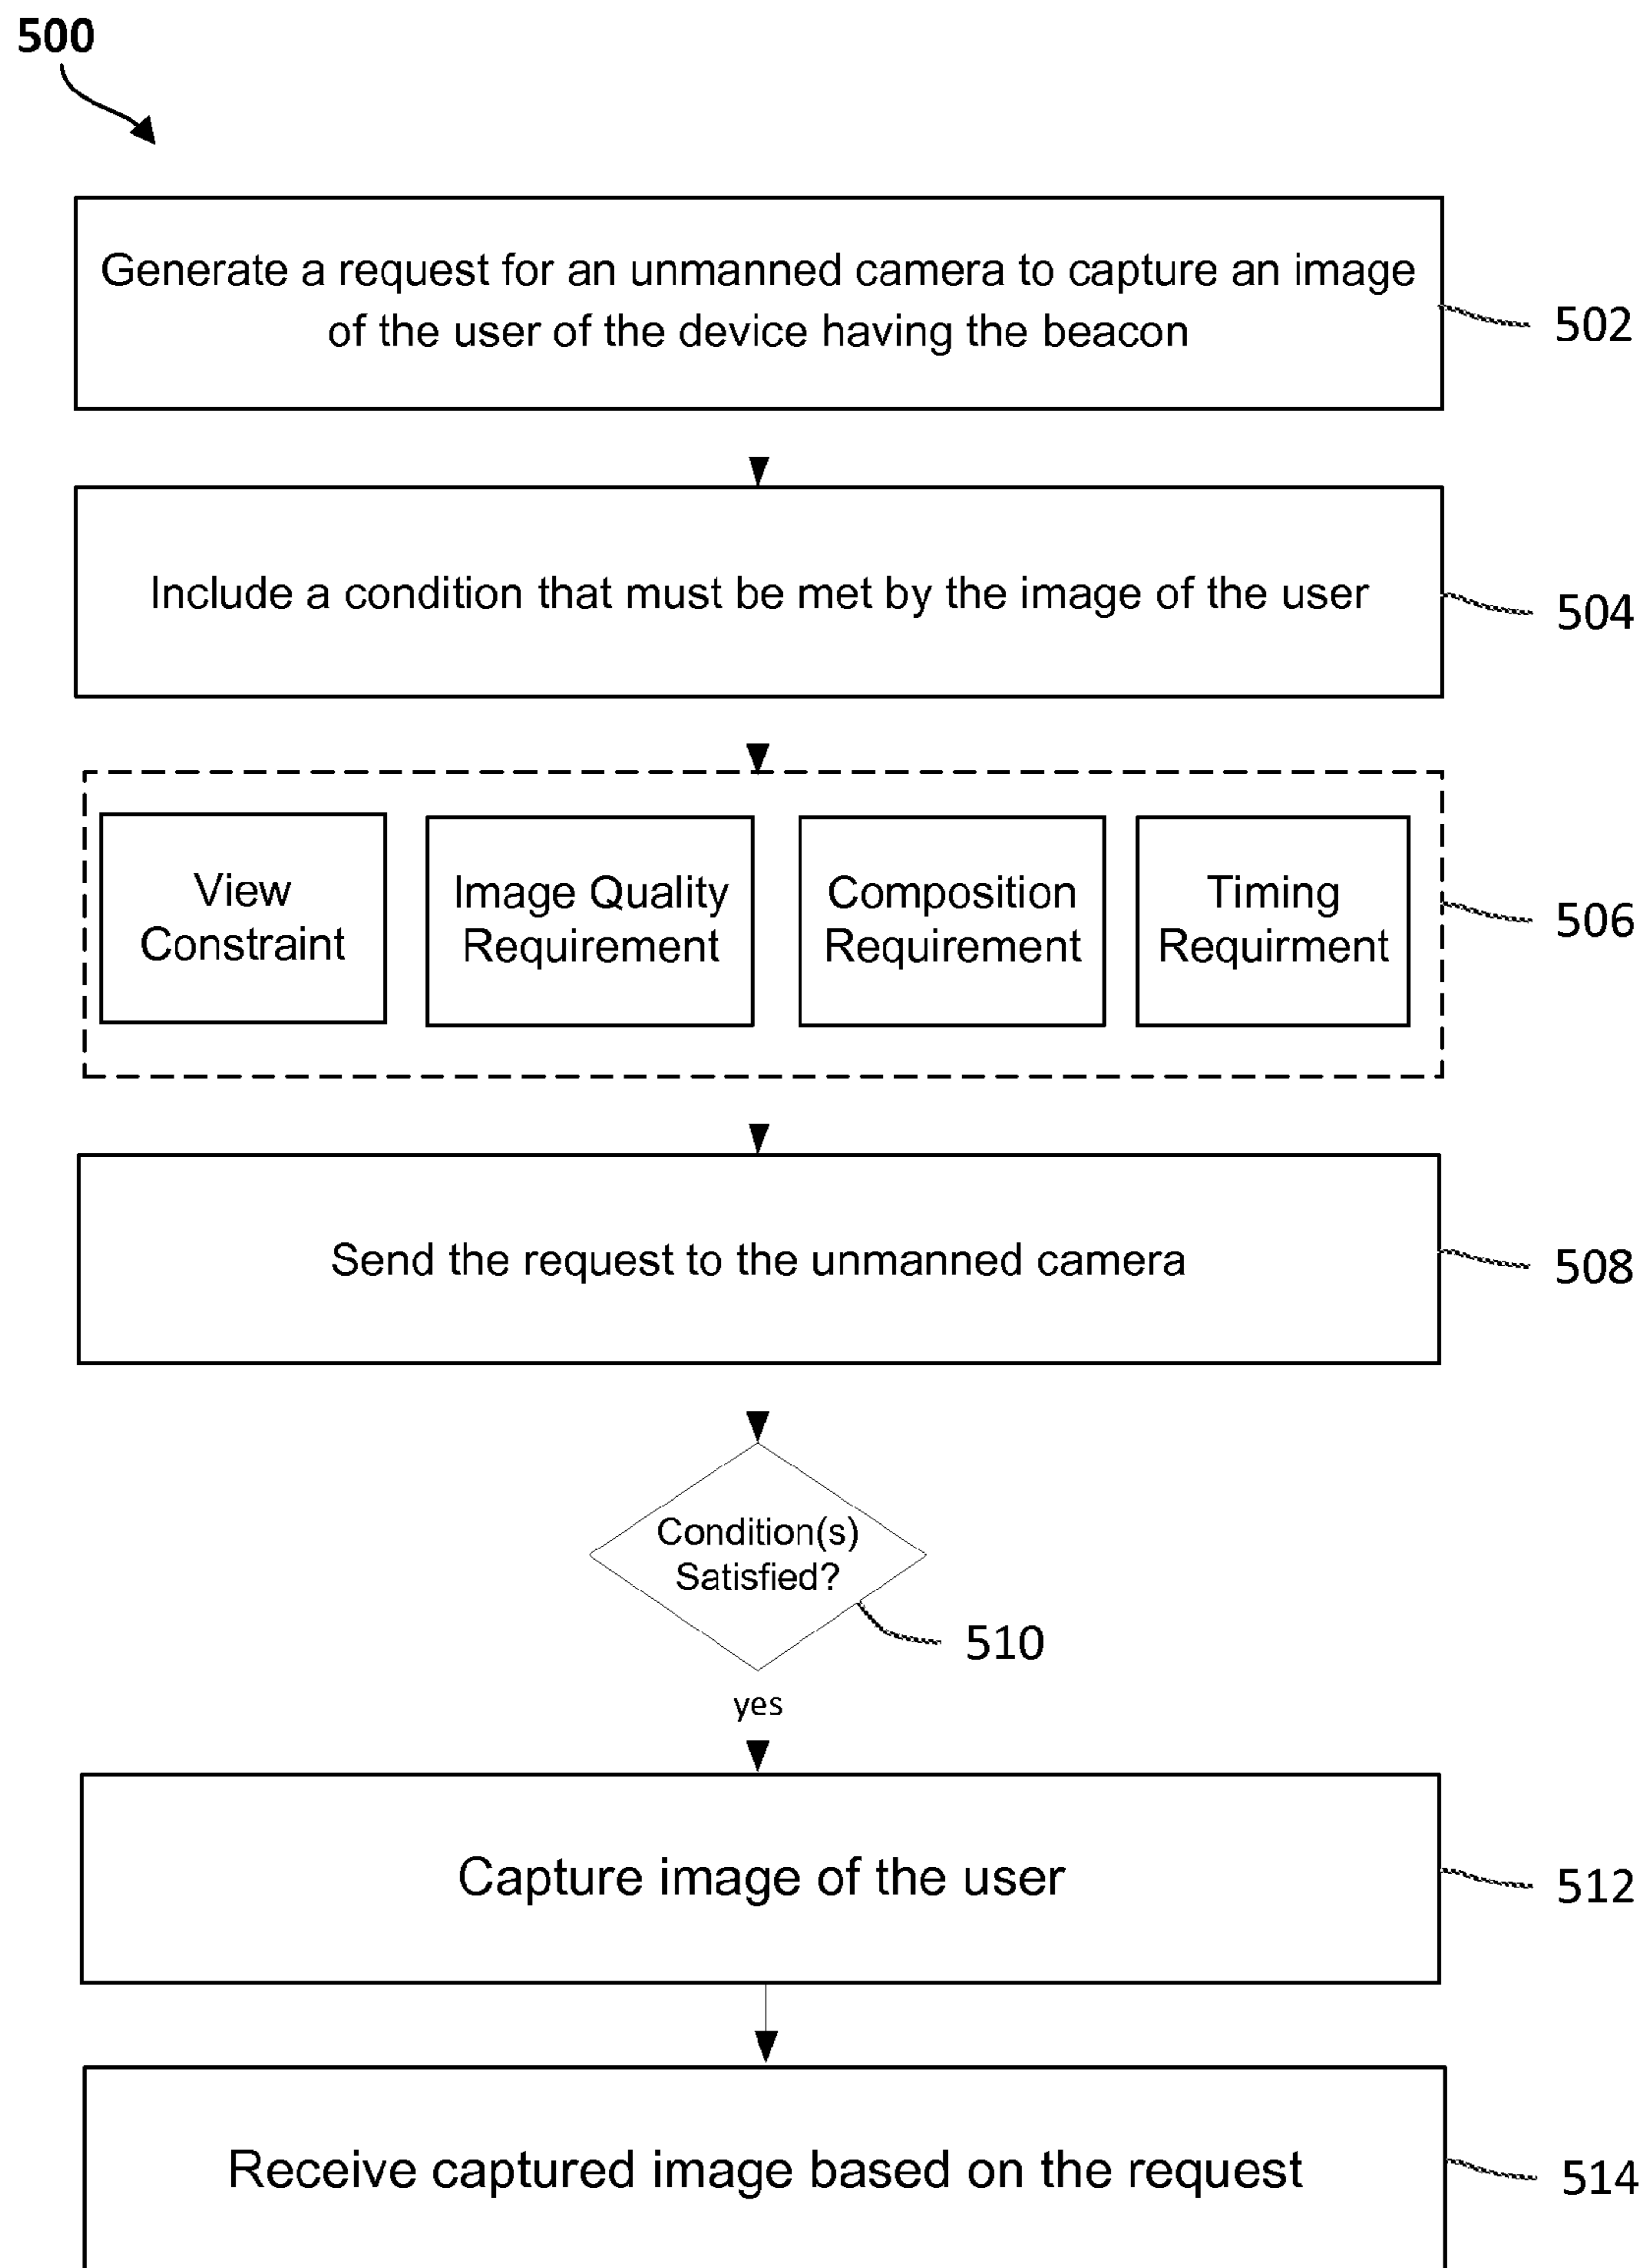 500
Generate a request for an unmanned camera to capture an image
of the user of the device having the beacon
502
Include a condition that must be met by the image of the user
504
View
Constraint
Image Quality
Requirement
Composition
Requirement
Timing
Requirment
506
Send the request to the unmanned camera
508
Condition(s)
Satisfied?
510
yes
Capture image of the user
512
Receive captured image based on the request
514